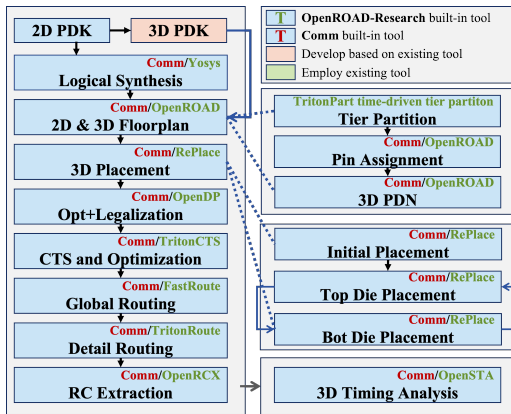 2D PDK
3D PDK
Comm/Yosys
Logical Synthesis
Comm/OpenROAD
2D & 3D Floorplan
Comm/RePlace
3D Placement
Comm/OpenDP
Opt+Legalization
Comm/TritonCTS
CTS and Optimization
Comm/FastRoute
Global Routing
Comm/TritonRoute
Detail Routing
Comm/OpenRCX
RC Extraction
T OpenROAD-Research built-in tool
T Comm built-in tool
Develop based on existing tool
Employ existing tool
TritonPart time-driven tier partiton
Tier Partition
Comm/OpenROAD
Pin Assignment
Comm/OpenROAD
3D PDN
Comm/RePlace
Initial Placement
Comm/RePlace
Top Die Placement
Comm/RePlace
Bot Die Placement
Comm/OpenSTA
3D Timing Analysis